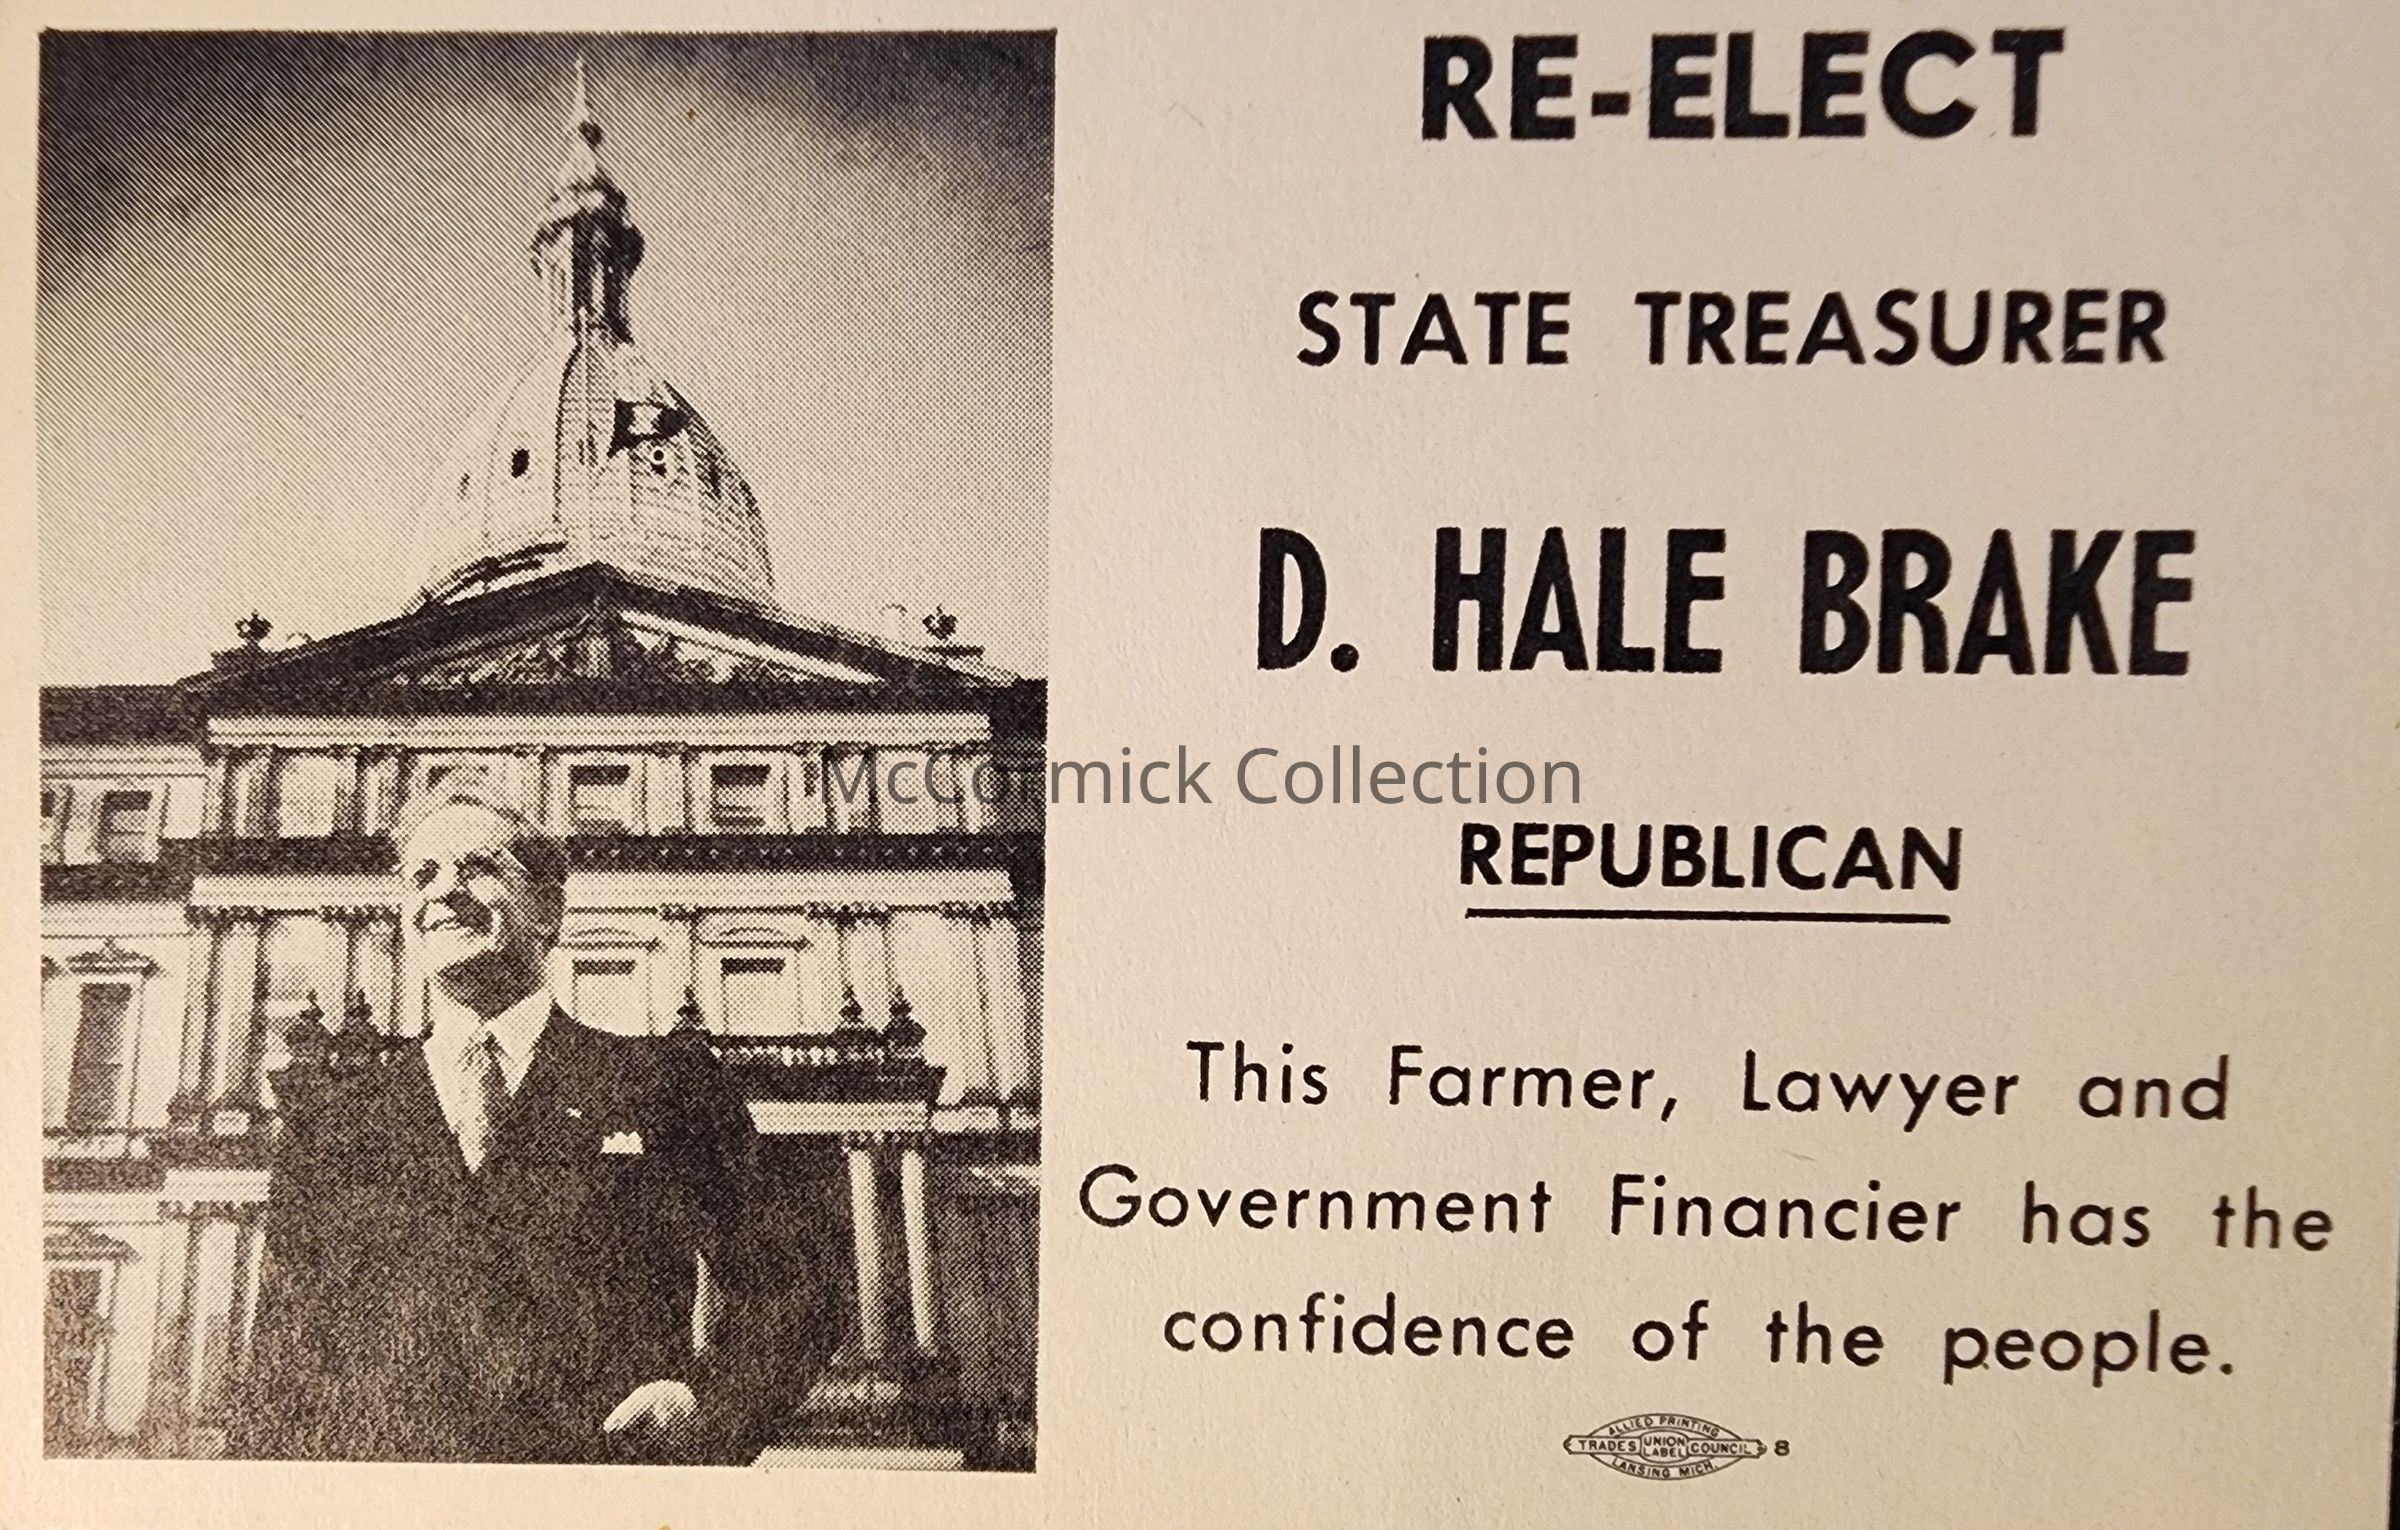 RE-ELECT
STATE TREASURER
D. HALE BRAKE
McCormick Collection
REPUBLICAN
This Farmer, Lawyer and
Government Financier has the
confidence of the people.
ALLIED PRINTING
TRADES UNION LABEL COUNCIL 8
LANSING MICH.